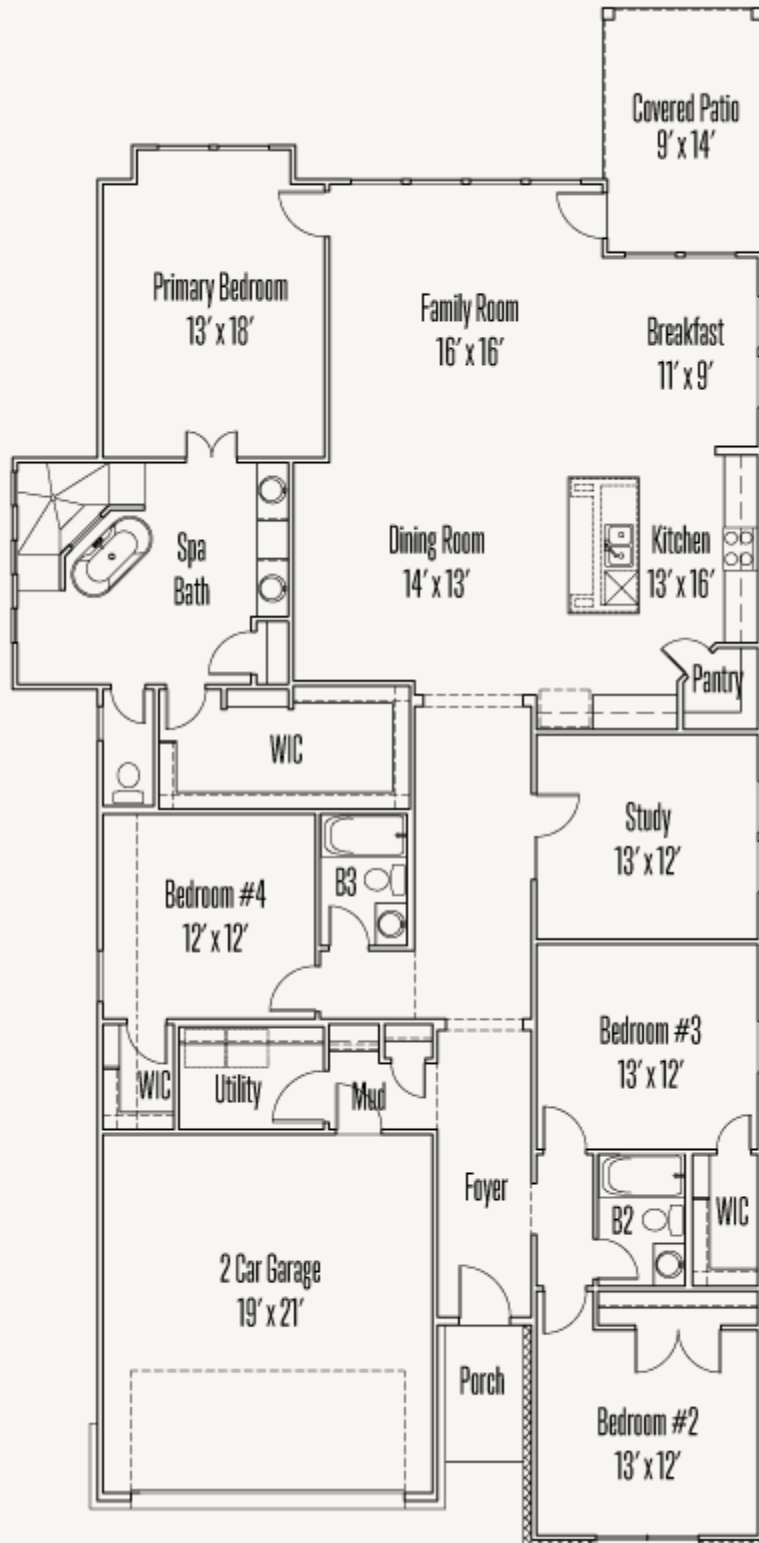 Covered Patio
9' x 14'
Primary Bedroom
13' x 18'
Family Room
16' x 16'
Breakfast
11' x 9'
Spa
Bath
Dining Room
14' x 13'
Kitchen
13' x 16'
Pantry
WIC
Study
13' x 12'
Bedroom #4
12' x 12'
B3
Bedroom #3
13' x 12'
WIC
Utility
Mud
Foyer
B2
WIC
2 Car Garage
19' x 21'
Porch
Bedroom #2
13' x 12'